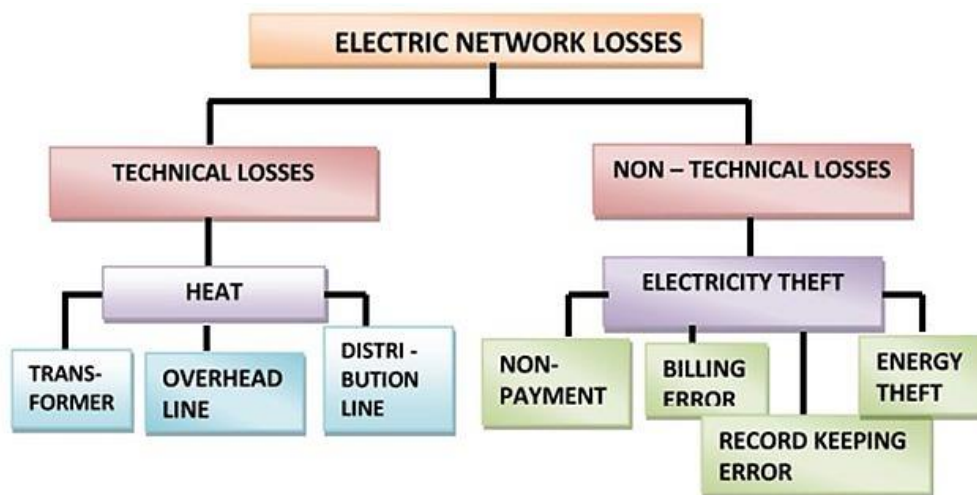 ELECTRIC NETWORK LOSSES
TECHNICAL LOSSES
NON – TECHNICAL LOSSES
HEAT
ELECTRICITY THEFT
TRANS-
FORMER
OVERHEAD
LINE
DISTRI -
BUTION
LINE
NON-
PAYMENT
BILLING
ERROR
RECORD KEEPING
ERROR
ENERGY
THEFT